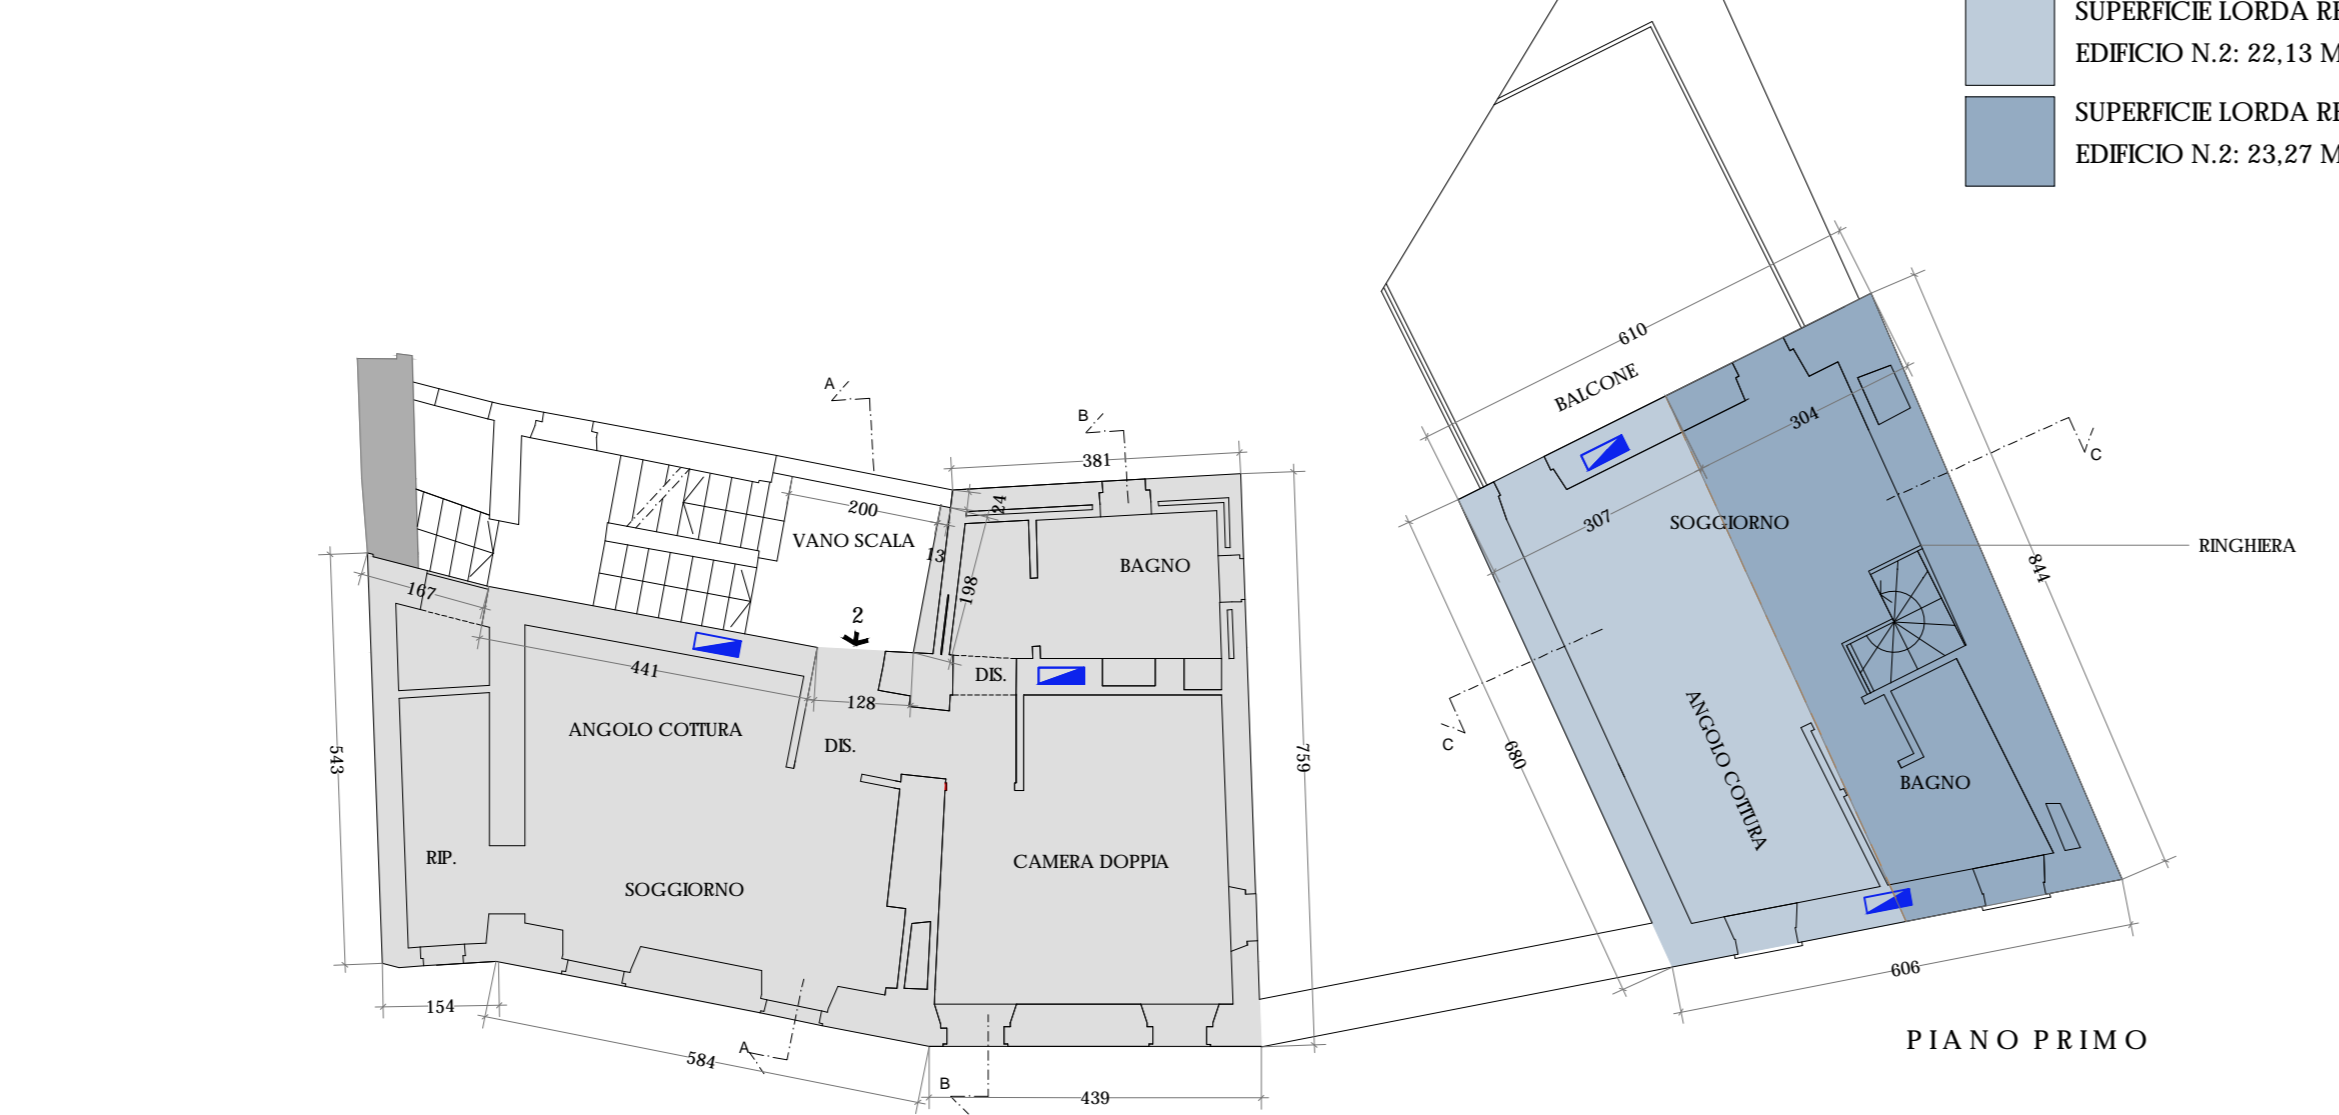 SUPERFICIE LORDA
EDIFICIO N.2: 22,13
SUPERFICIE LORDA
EDIFICIO N.2: 23,27
610
BALCONE
304
307
SOGGIORNO
C
RINGHIERA
844
680
C
ANGOLO COTTURA
BAGNO
606
PIANO PRIMO
A
B
381
24
200
VANO SCALA
13
198
BAGNO
167
2
441
DIS.
128
ANGOLO COTTURA
DIS.
543
759
RIP.
SOGGIORNO
CAMERA DOPPIA
154
584
A
B
439